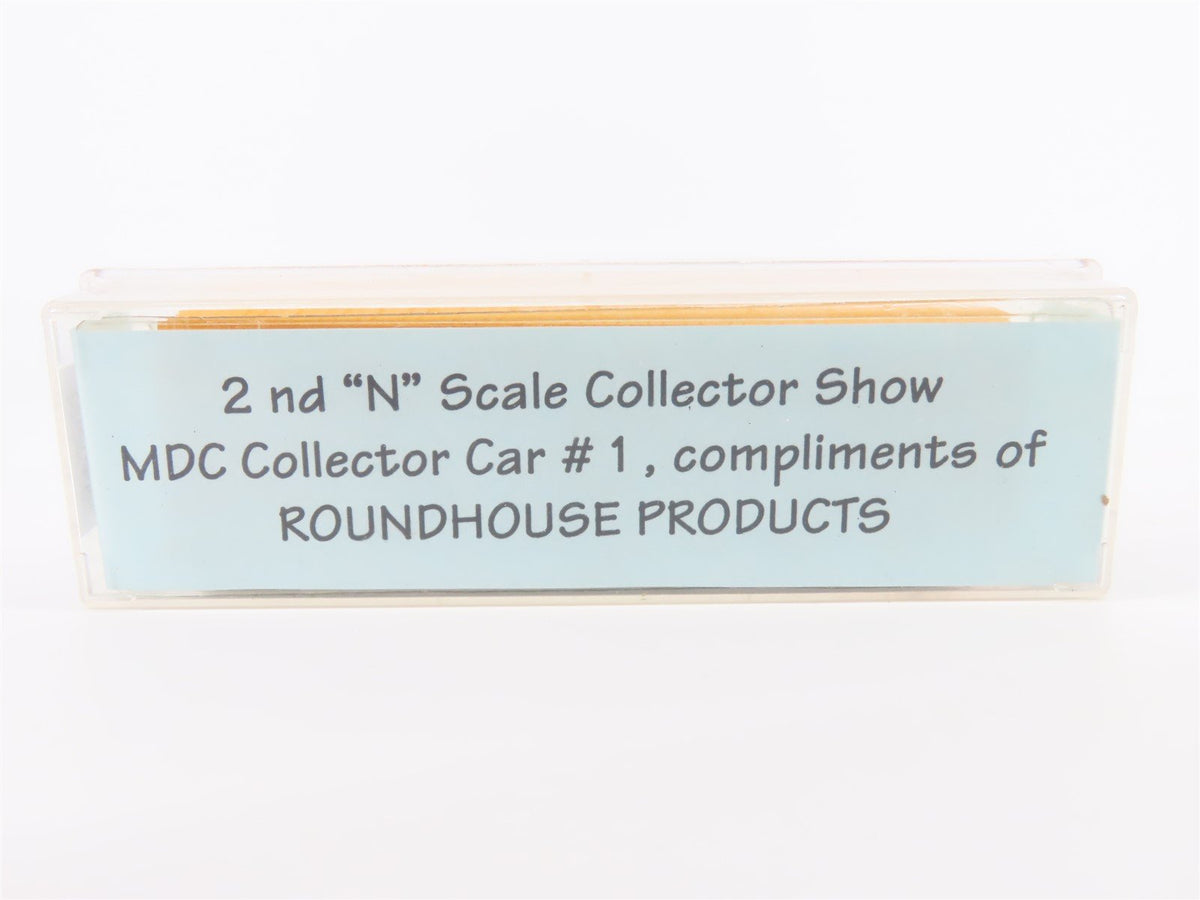 2 nd “N” Scale Collector Show
MDC Collector Car # 1 , compliments of
ROUNDHOUSE PRODUCTS